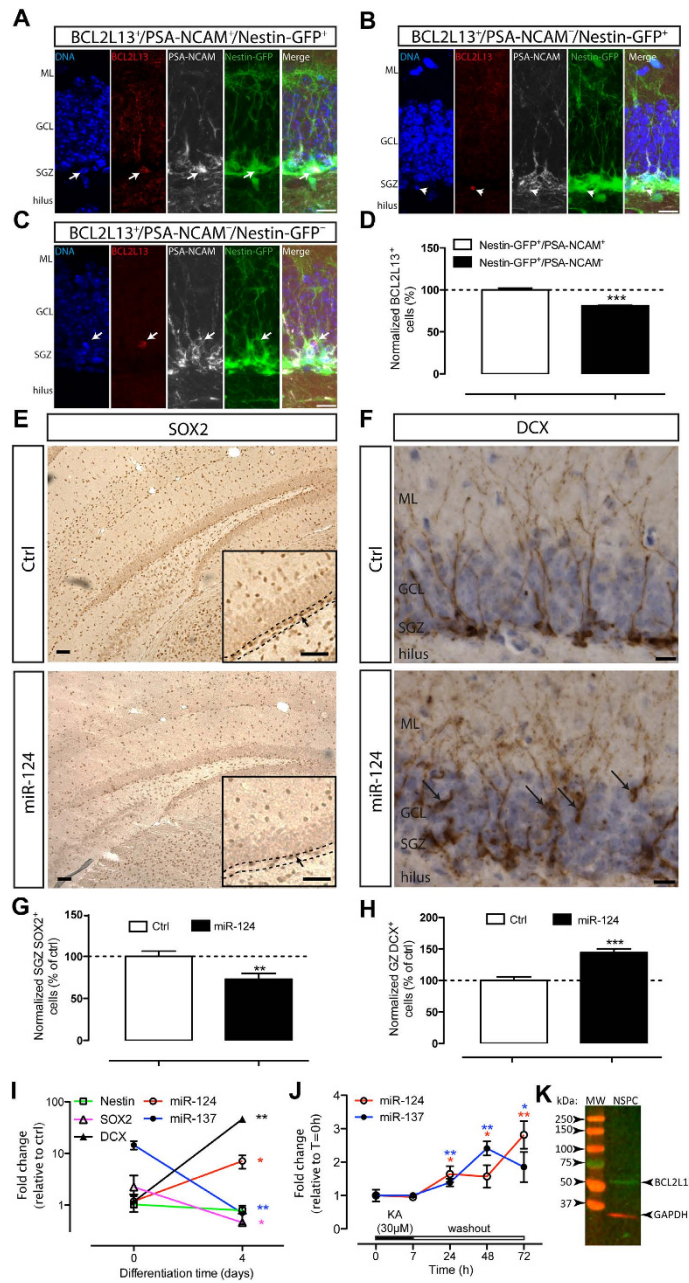 A
BCL2L13+/PSA-NCAM+/Nestin-GFP+
DNA BCL2L13 PSA-NCAM Nestin-GFP Merge
ML
GCL
SGZ
hilus
B
BCL2L13+/PSA-NCAM-/Nestin-GFP+
DNA BCL2L13 PSA-NCAM Nestin-GFP Merge
ML
GCL
SGZ
hilus
C
BCL2L13+/PSA-NCAM-/Nestin-GFP-
DNA BCL2L13 PSA-NCAM Nestin-GFP Merge
ML
GCL
SGZ
hilus
D
Nestin-GFP+/PSA-NCAM+
Nestin-GFP+/PSA-NCAM-
Normalized BCL2L13+
cells (%)
150
100
50
0
***
E
SOX2
Ctrl
miR-124
F
DCX
Ctrl
ML
GCL
SGZ
hilus
miR-124
ML
GCL
SGZ
hilus
G
Ctrl miR-124
Normalized SGZ SOX2+
cells (% of ctrl)
150
100
50
0
**
H
Ctrl miR-124
Normalized GZ DCX+
cells (% of ctrl)
200
150
100
50
0
***
I
Nestin miR-124
SOX2 miR-137
DCX
Fold change
(relative to ctrl)
100
10
1
**
*
**
*
0 4
Differentiation time (days)
J
miR-124
miR-137
Fold change
(relative to T=0h)
4
3
2
1
0
**
*
**
*
*
**
KA
(30μM)
washout
0 7 24 48 72
Time (h)
K
kDa: MW NSPC
250
150
100
75
50
37
BCL2L1
GAPDH